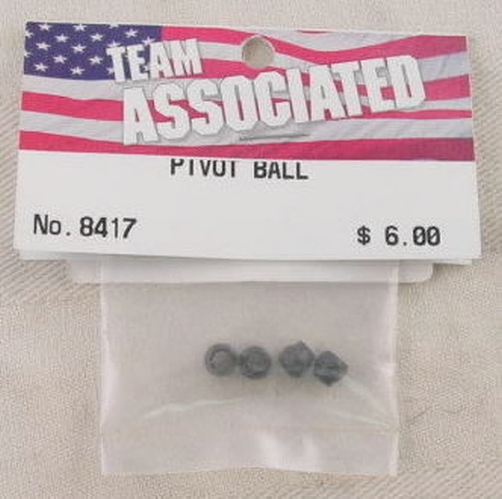 TEAM
ASSOCIATED
PIVOT BALL
No. 8417
$ 6.00